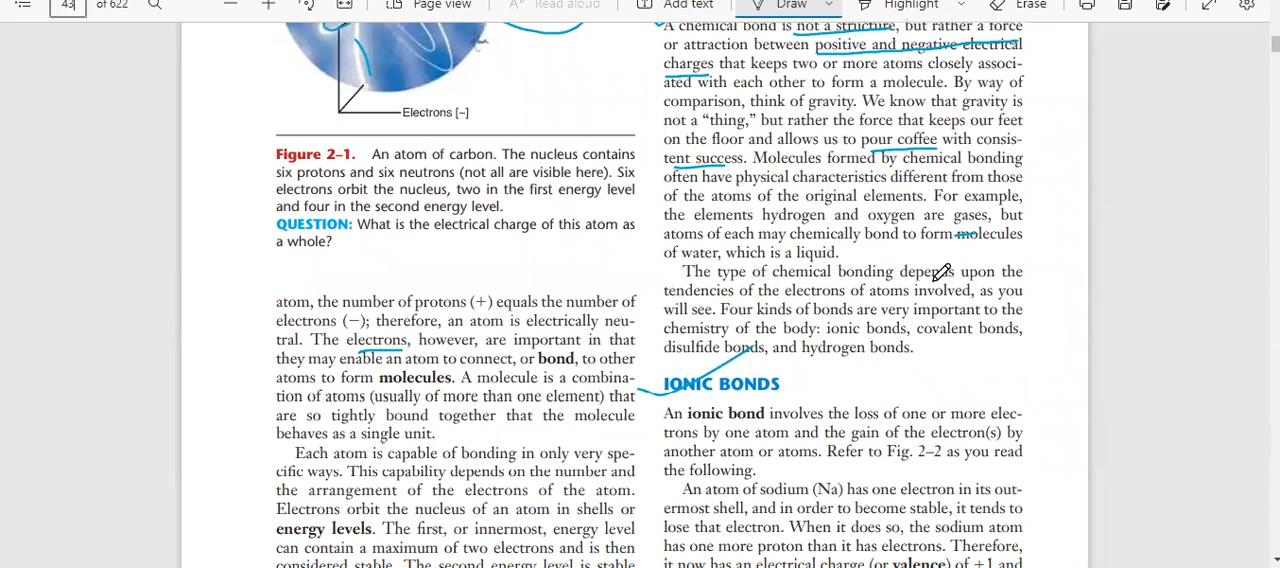 43
of 622
Page view
Read aloud
Add text
Draw
Highlight
Erase
Electrons [-]
Figure 2–1. An atom of carbon. The nucleus contains
six protons and six neutrons (not all are visible here). Six
electrons orbit the nucleus, two in the first energy level
and four in the second energy level.
QUESTION: What is the electrical charge of this atom as
a whole?
atom, the number of protons (+) equals the number of
electrons (−); therefore, an atom is electrically neu-
tral. The electrons, however, are important in that
they may enable an atom to connect, or bond, to other
atoms to form molecules. A molecule is a combina-
tion of atoms (usually of more than one element) that
are so tightly bound together that the molecule
behaves as a single unit.
Each atom is capable of bonding in only very spe-
cific ways. This capability depends on the number and
the arrangement of the electrons of the atom.
Electrons orbit the nucleus of an atom in shells or
energy levels. The first, or innermost, energy level
can contain a maximum of two electrons and is then
considered stable. The second energy level is stable
A chemical bond is not a structure, but rather a force
or attraction between positive and negative electrical
charges that keeps two or more atoms closely associ-
ated with each other to form a molecule. By way of
comparison, think of gravity. We know that gravity is
not a “thing,” but rather the force that keeps our feet
on the floor and allows us to pour coffee with consis-
tent success. Molecules formed by chemical bonding
often have physical characteristics different from those
of the atoms of the original elements. For example,
the elements hydrogen and oxygen are gases, but
atoms of each may chemically bond to form molecules
of water, which is a liquid.
The type of chemical bonding depends upon the
tendencies of the electrons of atoms involved, as you
will see. Four kinds of bonds are very important to the
chemistry of the body: ionic bonds, covalent bonds,
disulfide bonds, and hydrogen bonds.
IONIC BONDS
An ionic bond involves the loss of one or more elec-
trons by one atom and the gain of the electron(s) by
another atom or atoms. Refer to Fig. 2–2 as you read
the following.
An atom of sodium (Na) has one electron in its out-
ermost shell, and in order to become stable, it tends to
lose that electron. When it does so, the sodium atom
has one more proton than it has electrons. Therefore,
it now has an electrical charge (or valence) of +1 and